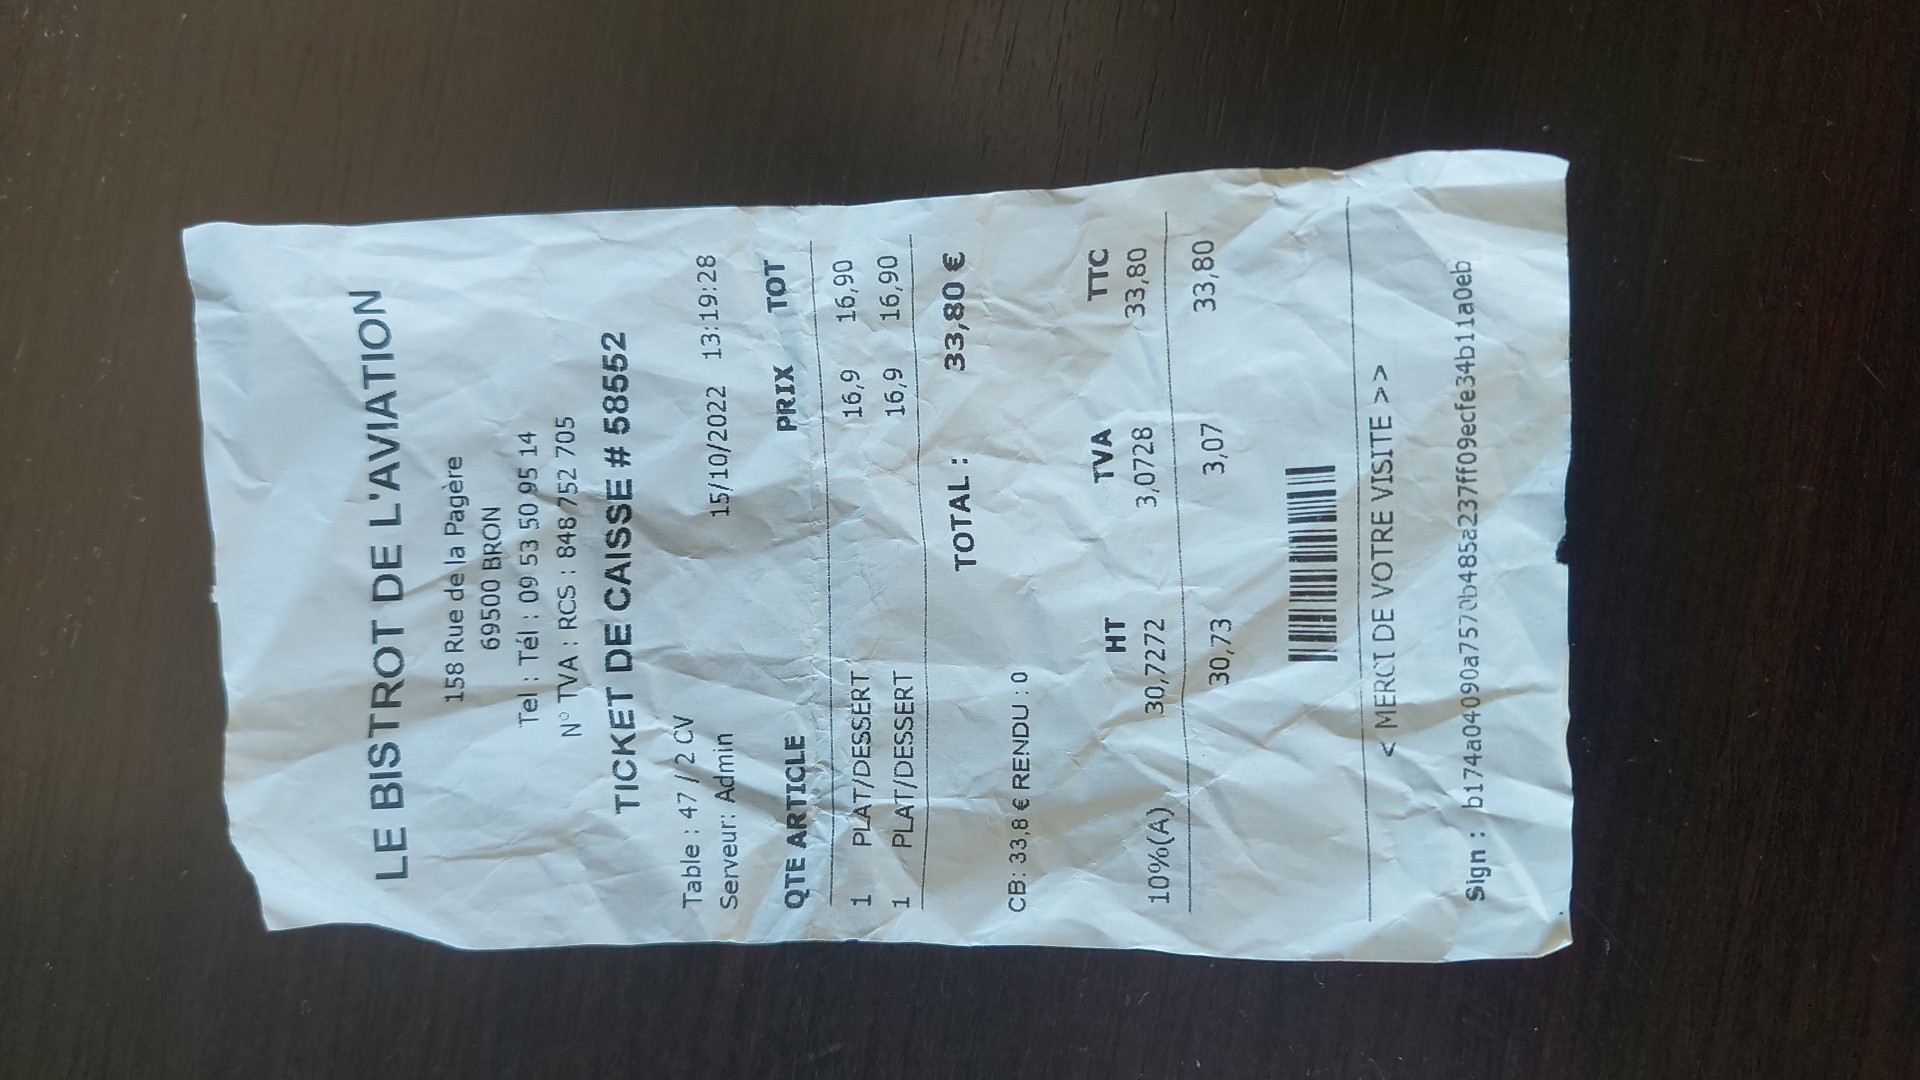 LE BISTROT DE L'AVIATION
158 Rue de la Pagère
69500 BRON
Tel : Tél : 09 53 50 95 14
N° TVA : RCS : 848 752 705
TICKET DE CAISSE # 58552
Table : 47 / 2 CV 15/10/2022 13:19:28
Serveur: Admin
QTE ARTICLE PRIX TOT
1 PLAT/DESSERT 16,9 16,90
1 PLAT/DESSERT 16,9 16,90
TOTAL : 33,80 €
CB: 33,8 € RENDU : 0
HT TVA TTC
10%(A) 30,7272 3,0728 33,80
30,73 3,07 33,80
< MERCI DE VOTRE VISITE >>
Sign : b174a04090a7570b485a237ff09ecfe34b11a0eb